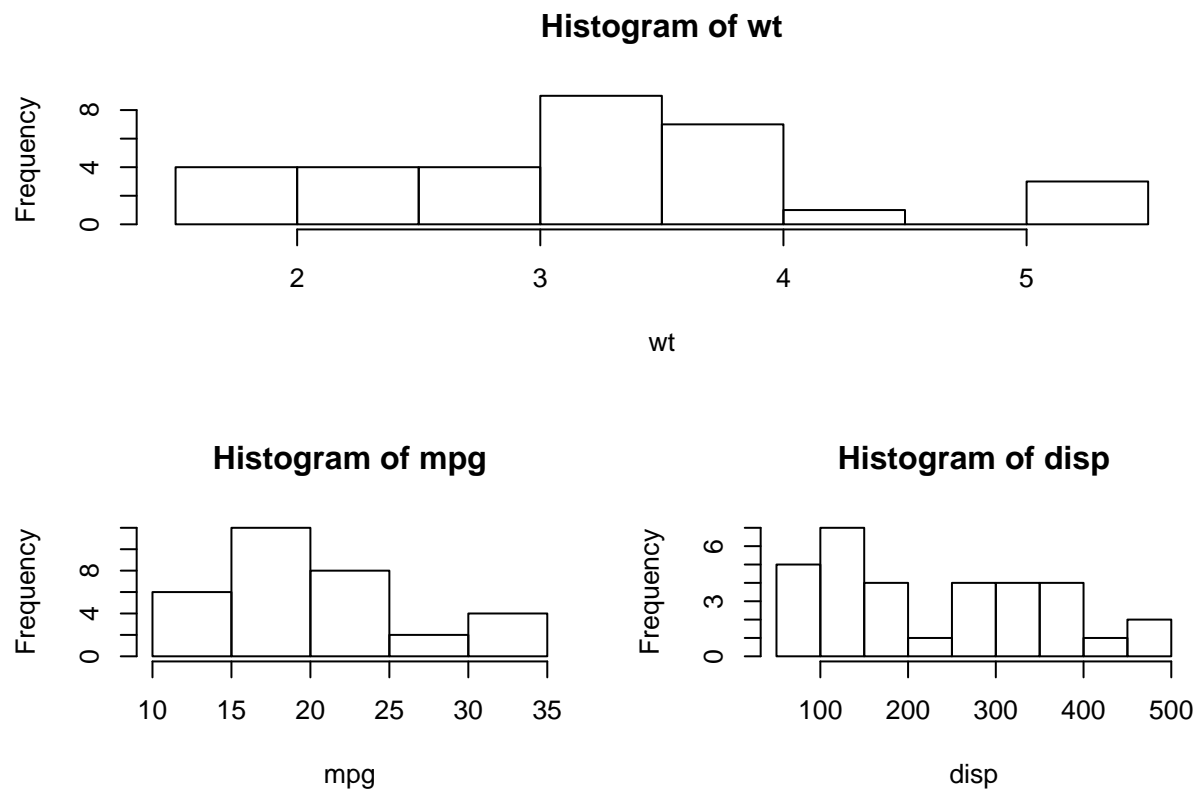 Histogram of wt
Frequency
8
4
0
2 3 4 5
wt
Histogram of mpg
Frequency
8
4
0
10 15 20 25 30 35
mpg
Histogram of disp
Frequency
6
3
0
100 200 300 400 500
disp